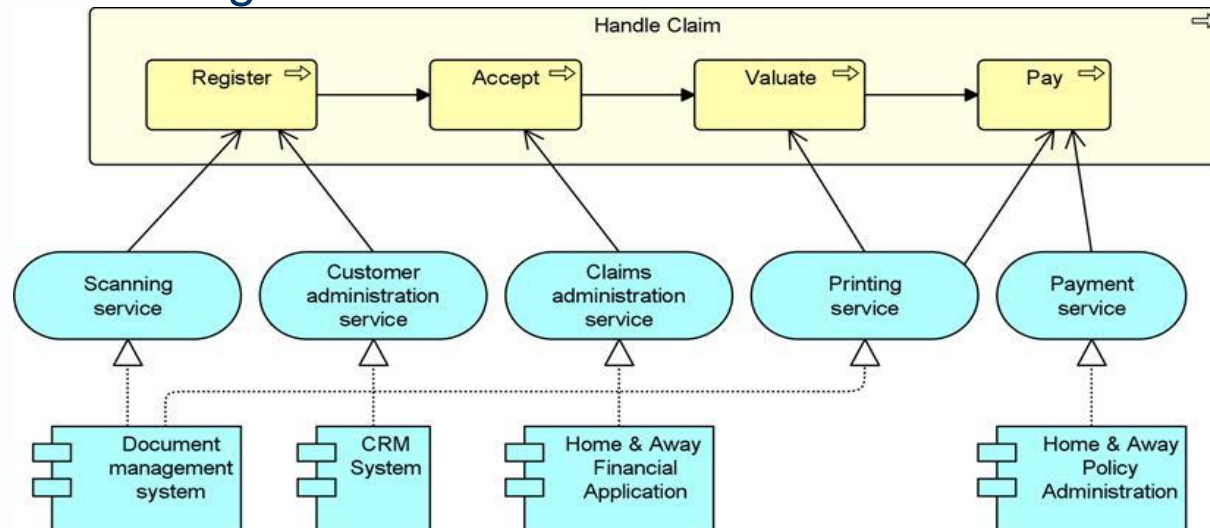 Handle Claim
Register
Accept
Valuate
Pay
Scanning
service
Customer
administration
service
Claims
administration
service
Printing
service
Payment
service
Document
management
system
CRM
System
Home & Away
Financial
Application
Home & Away
Policy
Administration